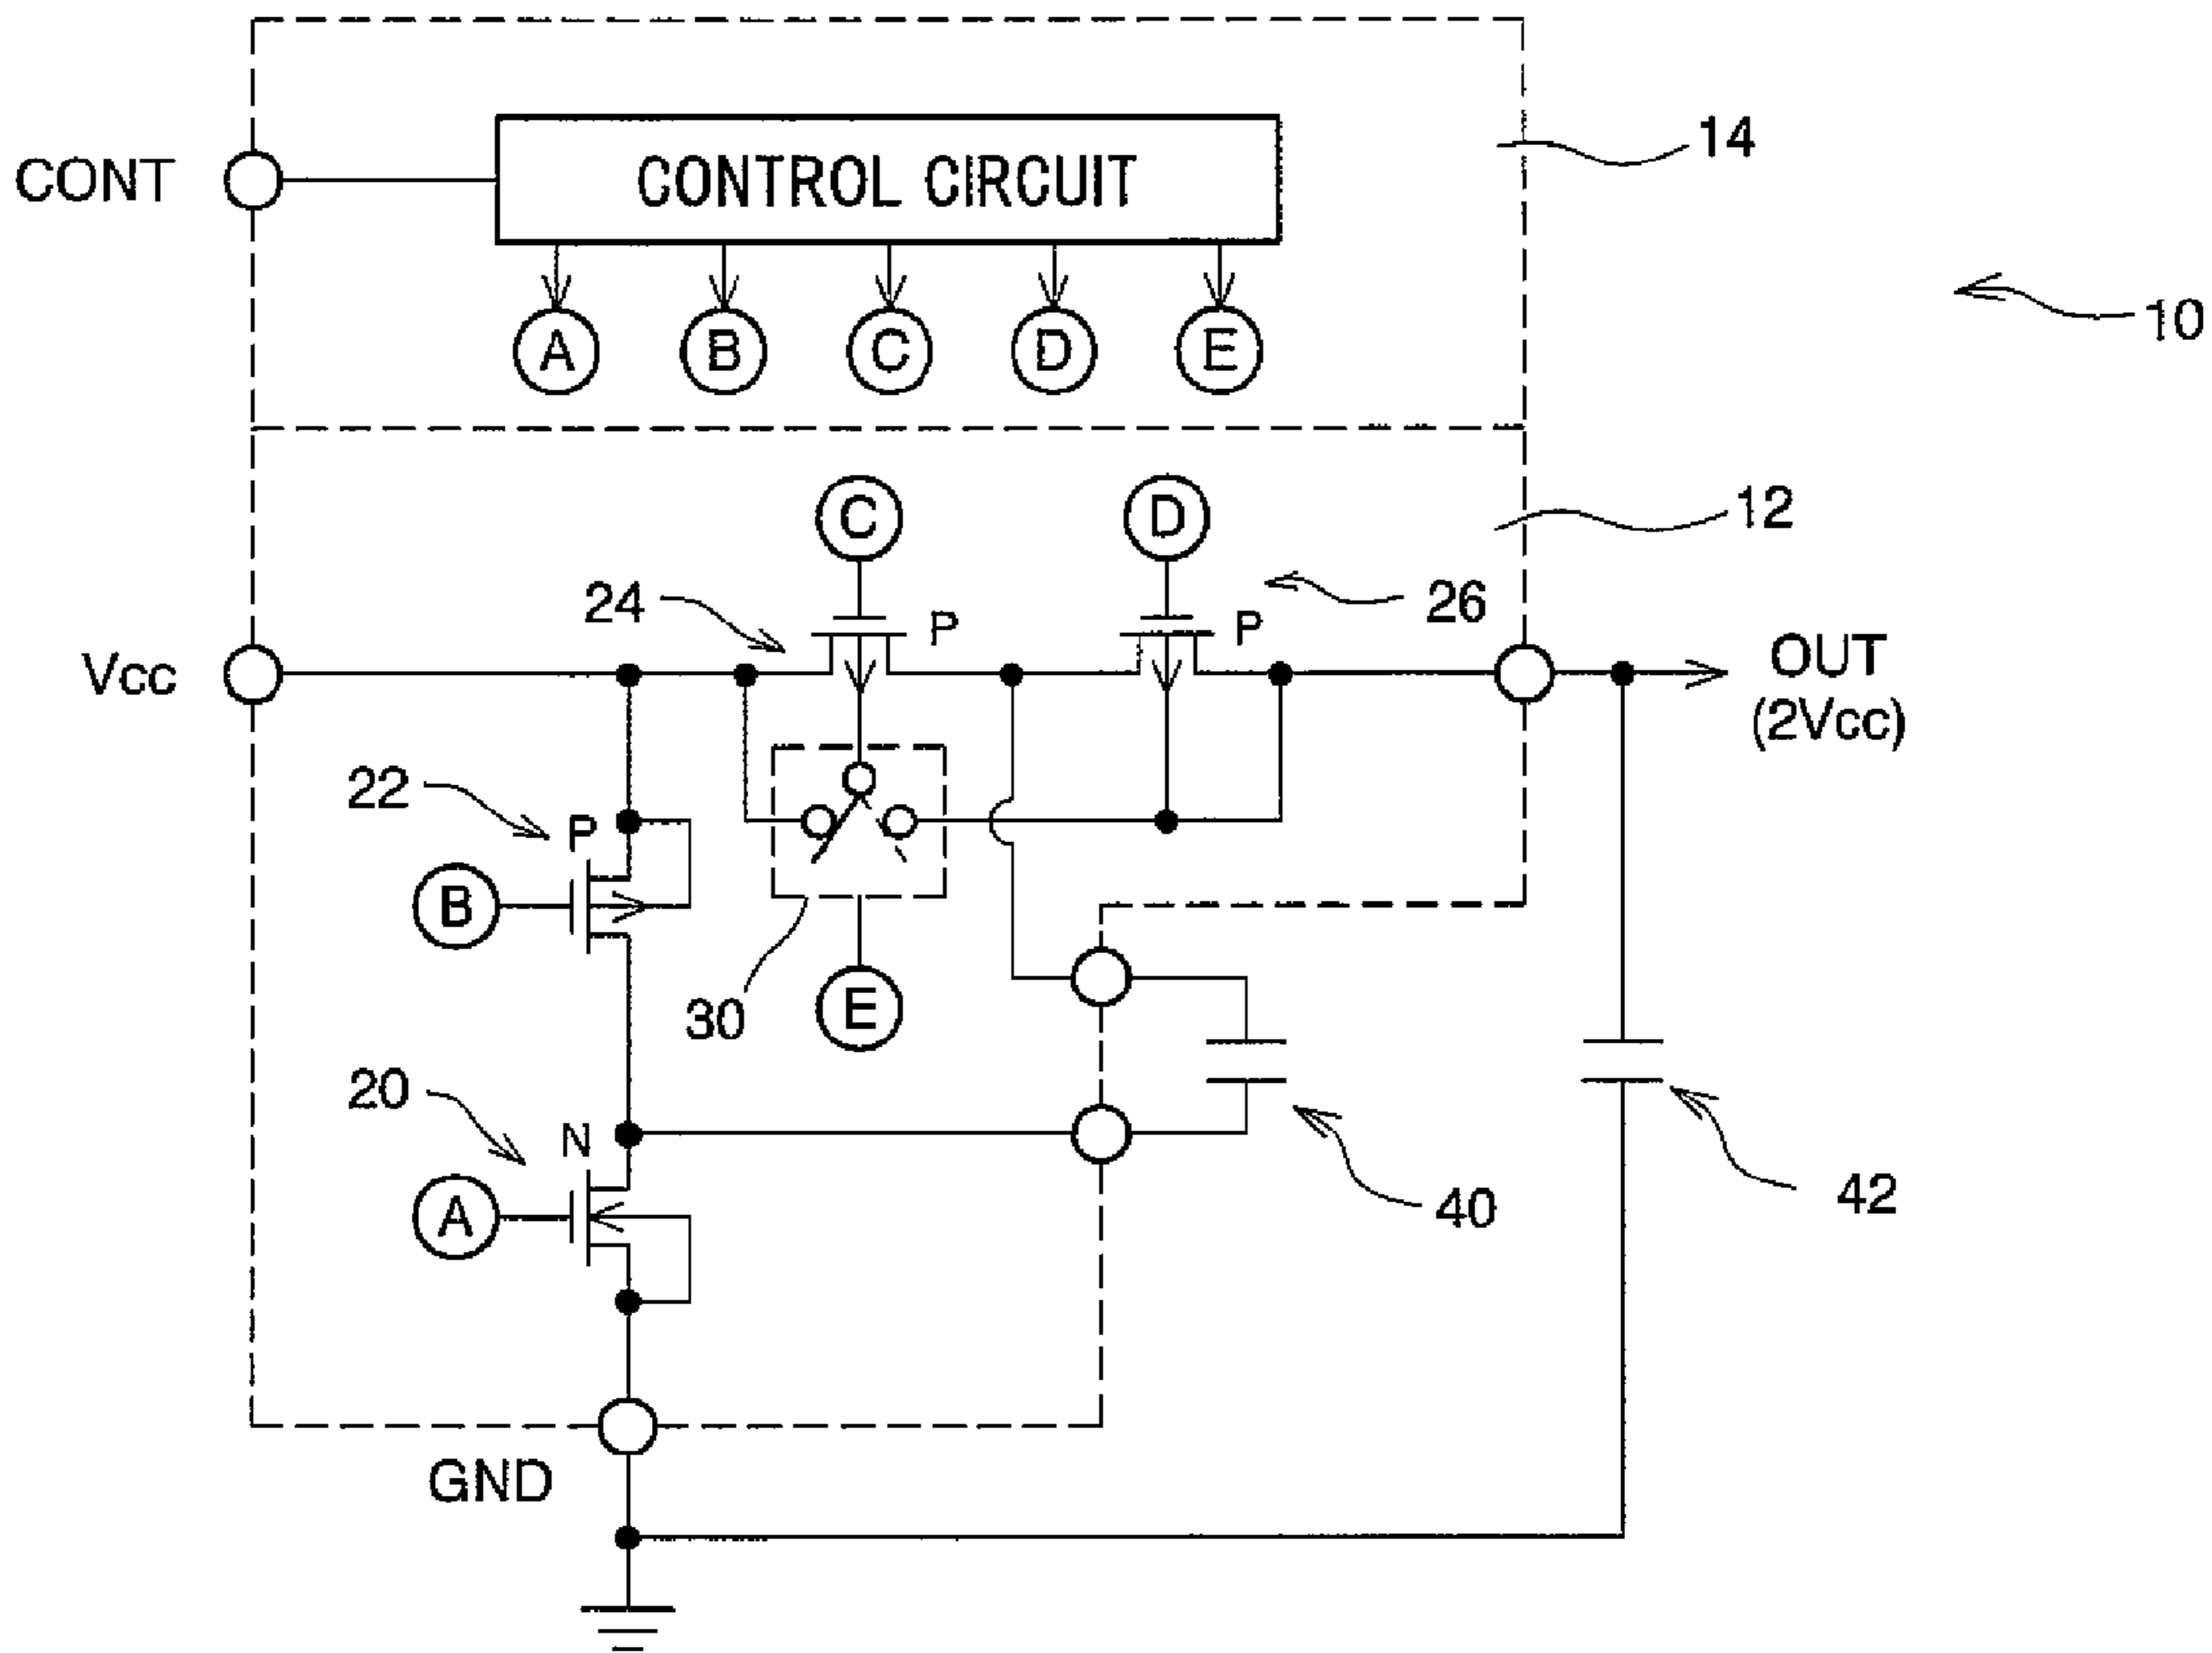 14
CONT
CONTROL CIRCUIT
A B C D E
10
C D
12
24 P P 26
Vcc
OUT
(2Vcc)
22
P
B
30
E
20
N
A
40
42
GND